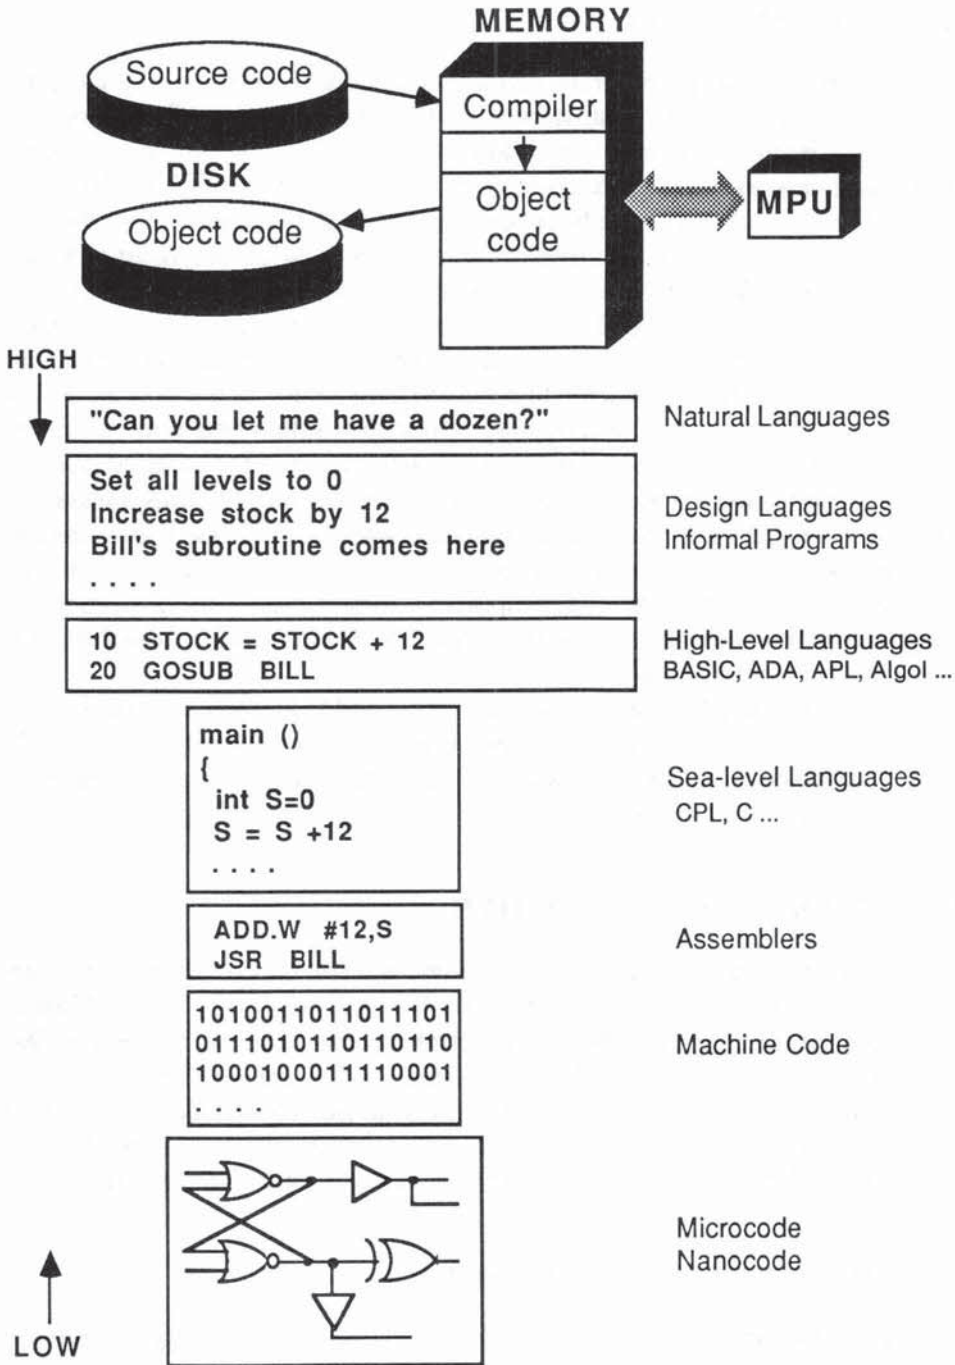 MEMORY
Source code
Compiler
DISK
Object code
Object
code
MPU
HIGH
"Can you let me have a dozen?"
Natural Languages
Set all levels to 0
Increase stock by 12
Bill's subroutine comes here
. . . .
Design Languages
Informal Programs
10 STOCK = STOCK + 12
20 GOSUB BILL
High-Level Languages
BASIC, ADA, APL, Algol ...
main ()
{
int S=0
S = S +12
. . . .
Sea-level Languages
CPL, C ...
ADD.W #12,S
JSR BILL
Assemblers
1010011011011101
0111010110110110
1000100011110001
. . . .
Machine Code
Microcode
Nanocode
LOW